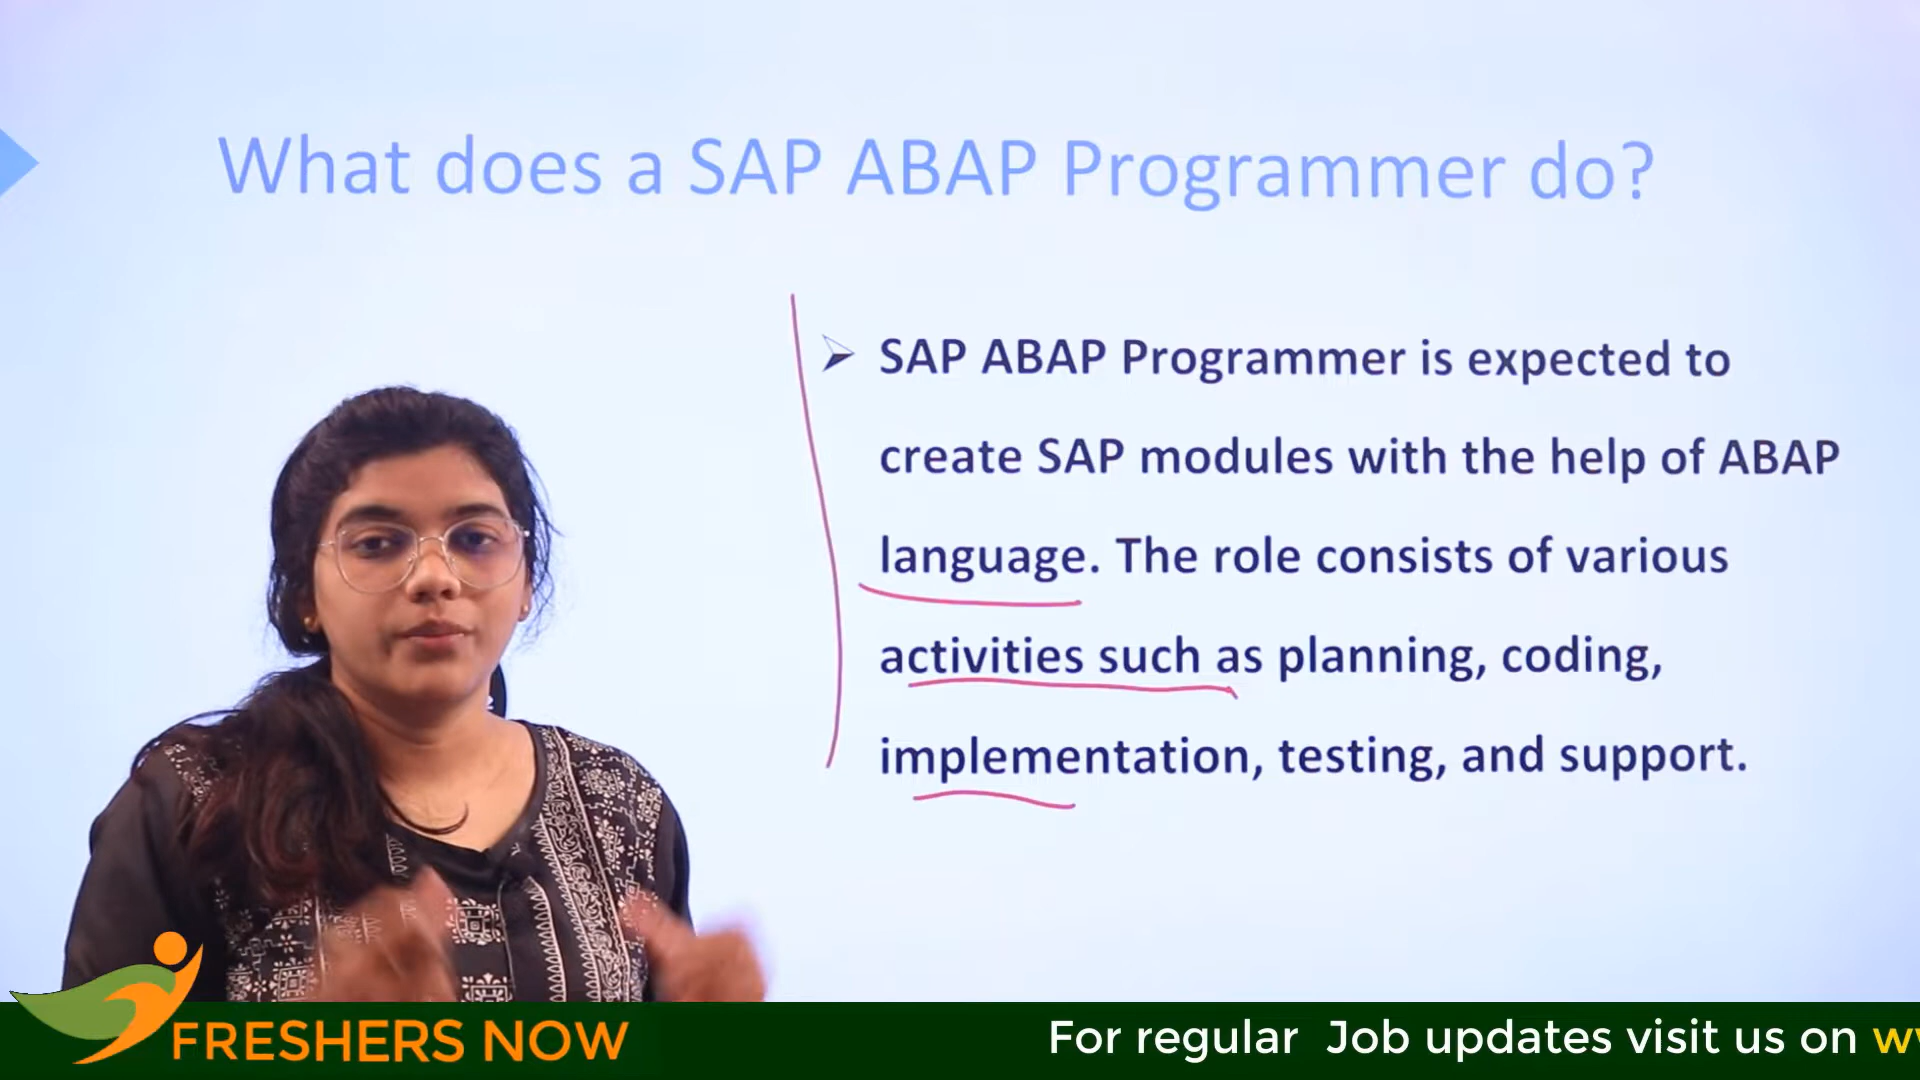 What does a SAP ABAP Programmer do?
SAP ABAP Programmer is expected to
create SAP modules with the help of ABAP
language. The role consists of various
activities such as planning, coding,
implementation, testing, and support.
FRESHERS NOW
For regular Job updates visit us on